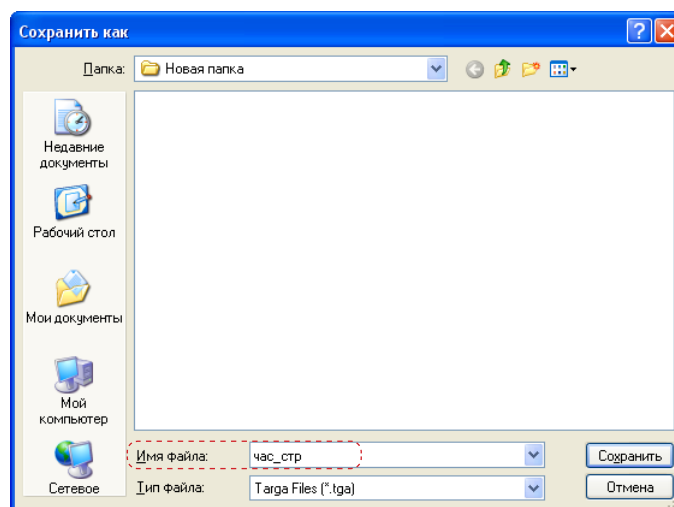 Сохранить как
Папка:
Новая папка
Недавние
документы
Рабочий стол
Мои документы
Мой
компьютер
Сетевое
Имя файла:
час_стр
Сохранить
Тип файла:
Targa Files (*.tga)
Отмена